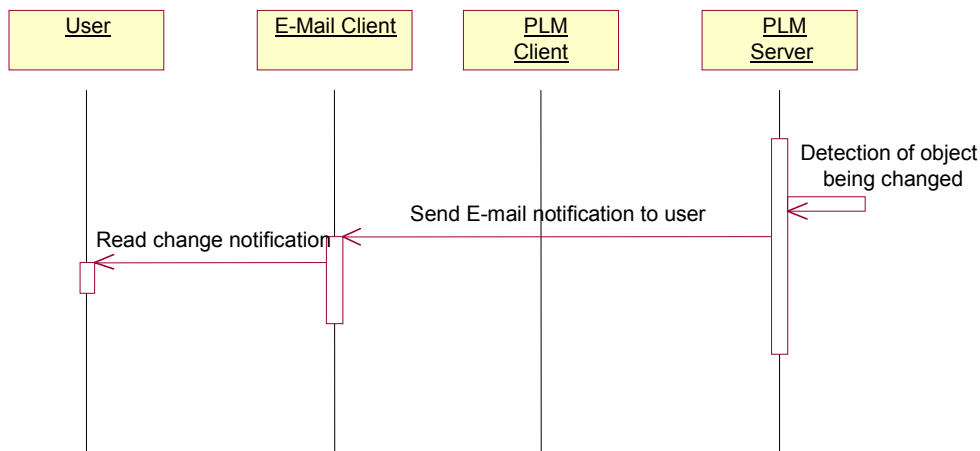 User
E-Mail Client
PLM
Client
PLM
Server
Detection of object
being changed
Send E-mail notification to user
Read change notification